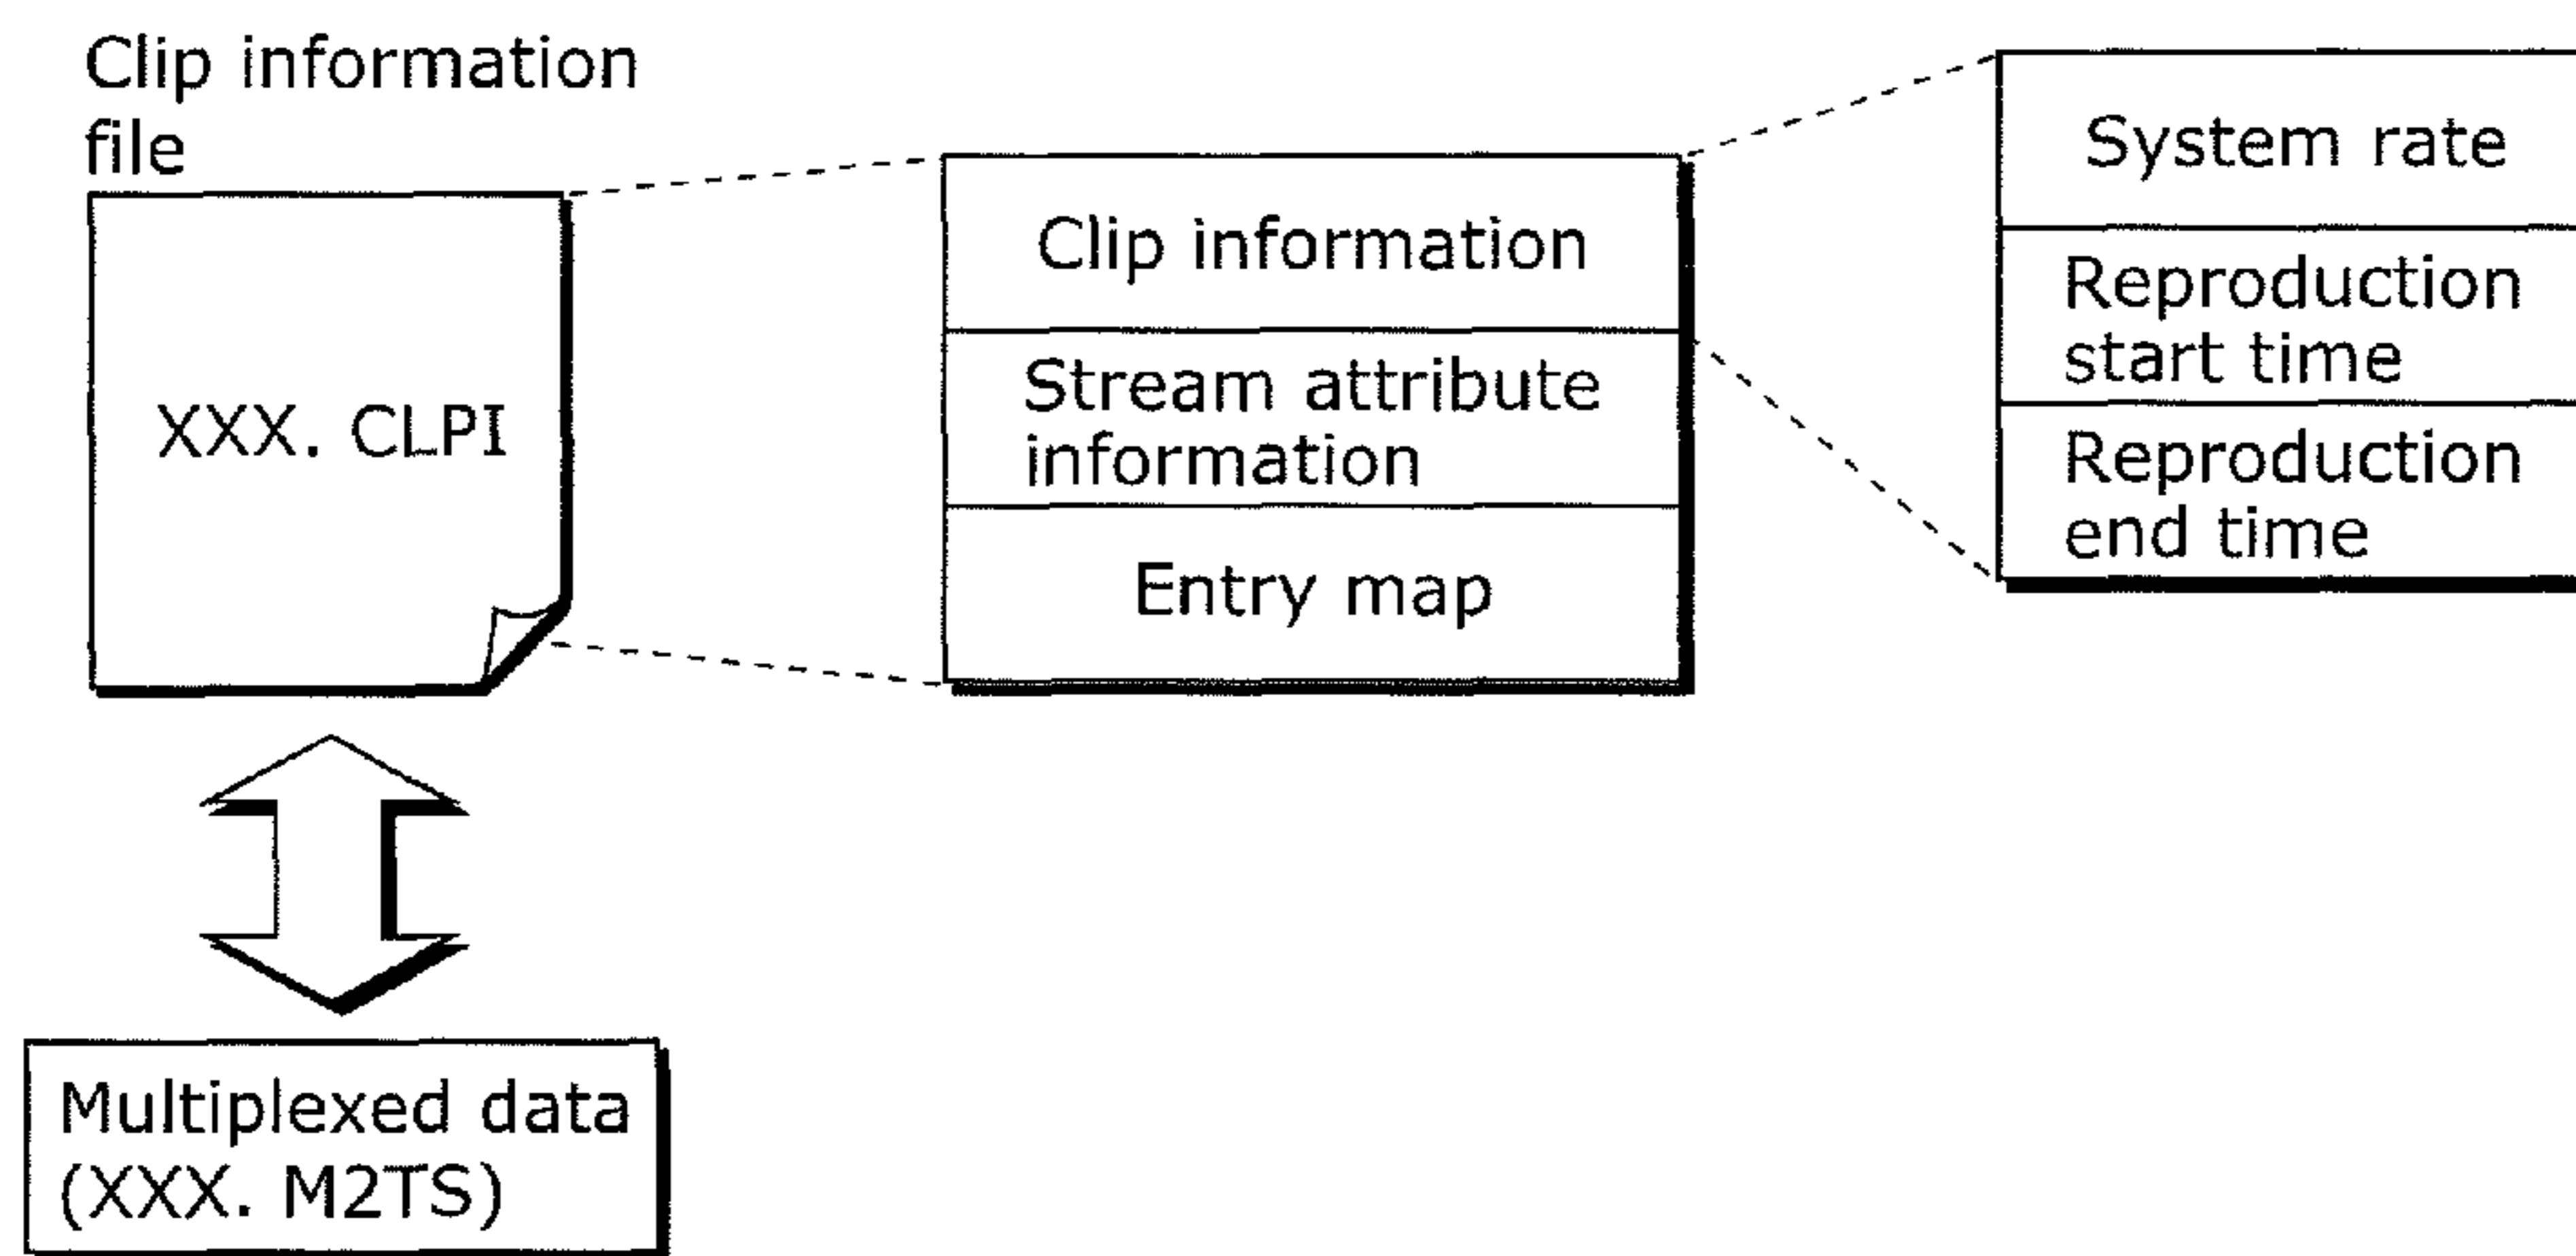 Clip information
file
XXX. CLPI
Clip information
Stream attribute
information
Entry map
System rate
Reproduction
start time
Reproduction
end time
Multiplexed data
(XXX. M2TS)